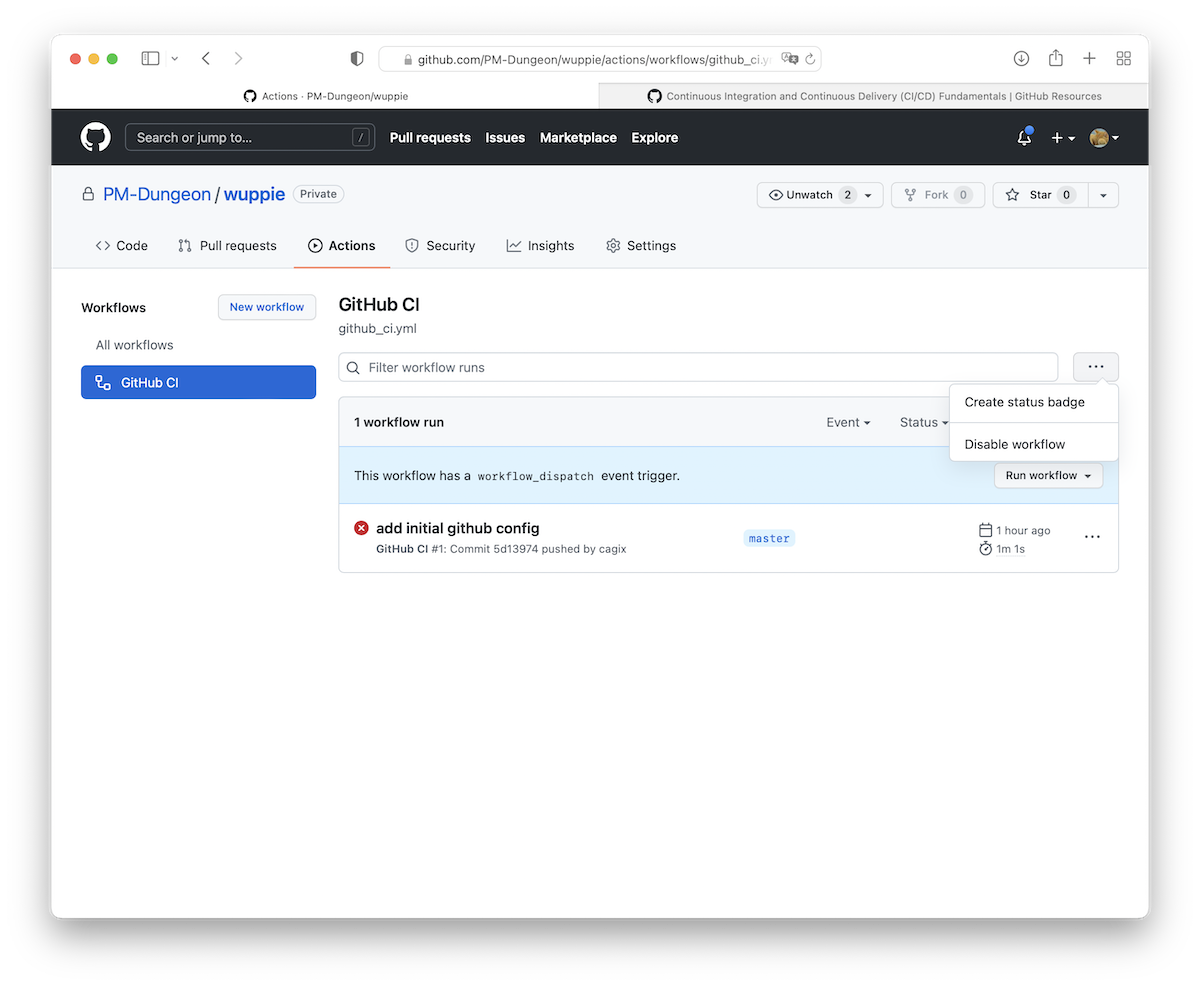 github.com/PM-Dungeon/wuppie/actions/workflows/github_ci.y
Actions · PM-Dungeon/wuppie
Continuous Integration and Continuous Delivery (CI/CD) Fundamentals | GitHub Resources
Search or jump to... /
Pull requests Issues Marketplace Explore
PM-Dungeon / wuppie Private
Unwatch 2 Fork 0 Star 0
Code Pull requests Actions Security Insights Settings
Workflows New workflow
All workflows
GitHub CI
GitHub CI
github_ci.yml
Filter workflow runs
Create status badge
Disable workflow
1 workflow run Event Status
This workflow has a workflow_dispatch event trigger. Run workflow
add initial github config
GitHub CI #1: Commit 5d13974 pushed by cagix
master
1 hour ago
1m 1s